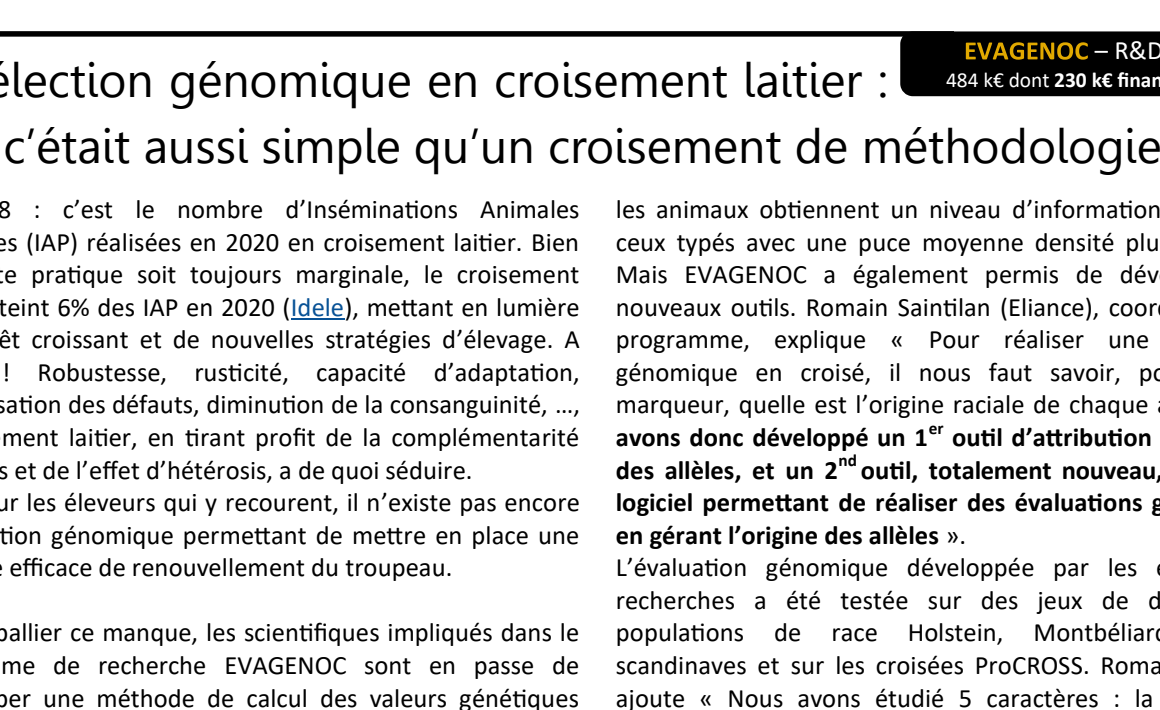 EVAGENOC – R&D
484 k€ dont 230 k€ finan
élection génomique en croisement laitier :
c’était aussi simple qu’un croisement de méthodologie
8 : c’est le nombre d’Inséminations Animales
es (IAP) réalisées en 2020 en croisement laitier. Bien
te pratique soit toujours marginale, le croisement
teint 6% des IAP en 2020 (Idele), mettant en lumière
êt croissant et de nouvelles stratégies d’élevage. A
! Robustesse, rusticité, capacité d’adaptation,
sation des défauts, diminution de la consanguinité, …,
ement laitier, en tirant profit de la complémentarité
s et de l’effet d’hétérosis, a de quoi séduire.
ur les éleveurs qui y recourent, il n’existe pas encore
tion génomique permettant de mettre en place une
e efficace de renouvellement du troupeau.
pallier ce manque, les scientifiques impliqués dans le
me de recherche EVAGENOC sont en passe de
per une méthode de calcul des valeurs génétiques
les animaux obtiennent un niveau d’information
ceux typés avec une puce moyenne densité plu
Mais EVAGENOC a également permis de déve
nouveaux outils. Romain Saintilan (Eliance), coord
programme, explique « Pour réaliser une
génomique en croisé, il nous faut savoir, po
marqueur, quelle est l’origine raciale de chaque a
avons donc développé un 1er outil d’attribution
des allèles, et un 2nd outil, totalement nouveau,
logiciel permettant de réaliser des évaluations g
en gérant l’origine des allèles ».
L’évaluation génomique développée par les é
recherches a été testée sur des jeux de d
populations de race Holstein, Montbéliard
scandinaves et sur les croisées ProCROSS. Roma
ajoute « Nous avons étudié 5 caractères : la